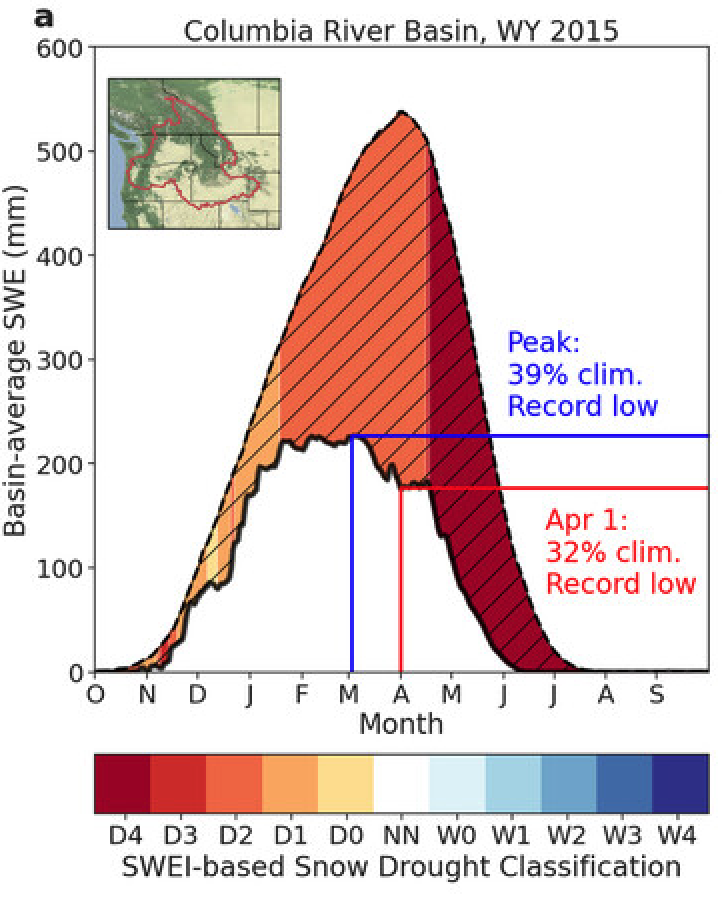 a
Columbia River Basin, WY 2015
600
500
400
300
200
100
0
Basin-average SWE (mm)
Peak:
39% clim.
Record low
Apr 1:
32% clim.
Record low
O N D J F M A M J J A S
Month
D4 D3 D2 D1 D0 NN W0 W1 W2 W3 W4
SWEI-based Snow Drought Classification